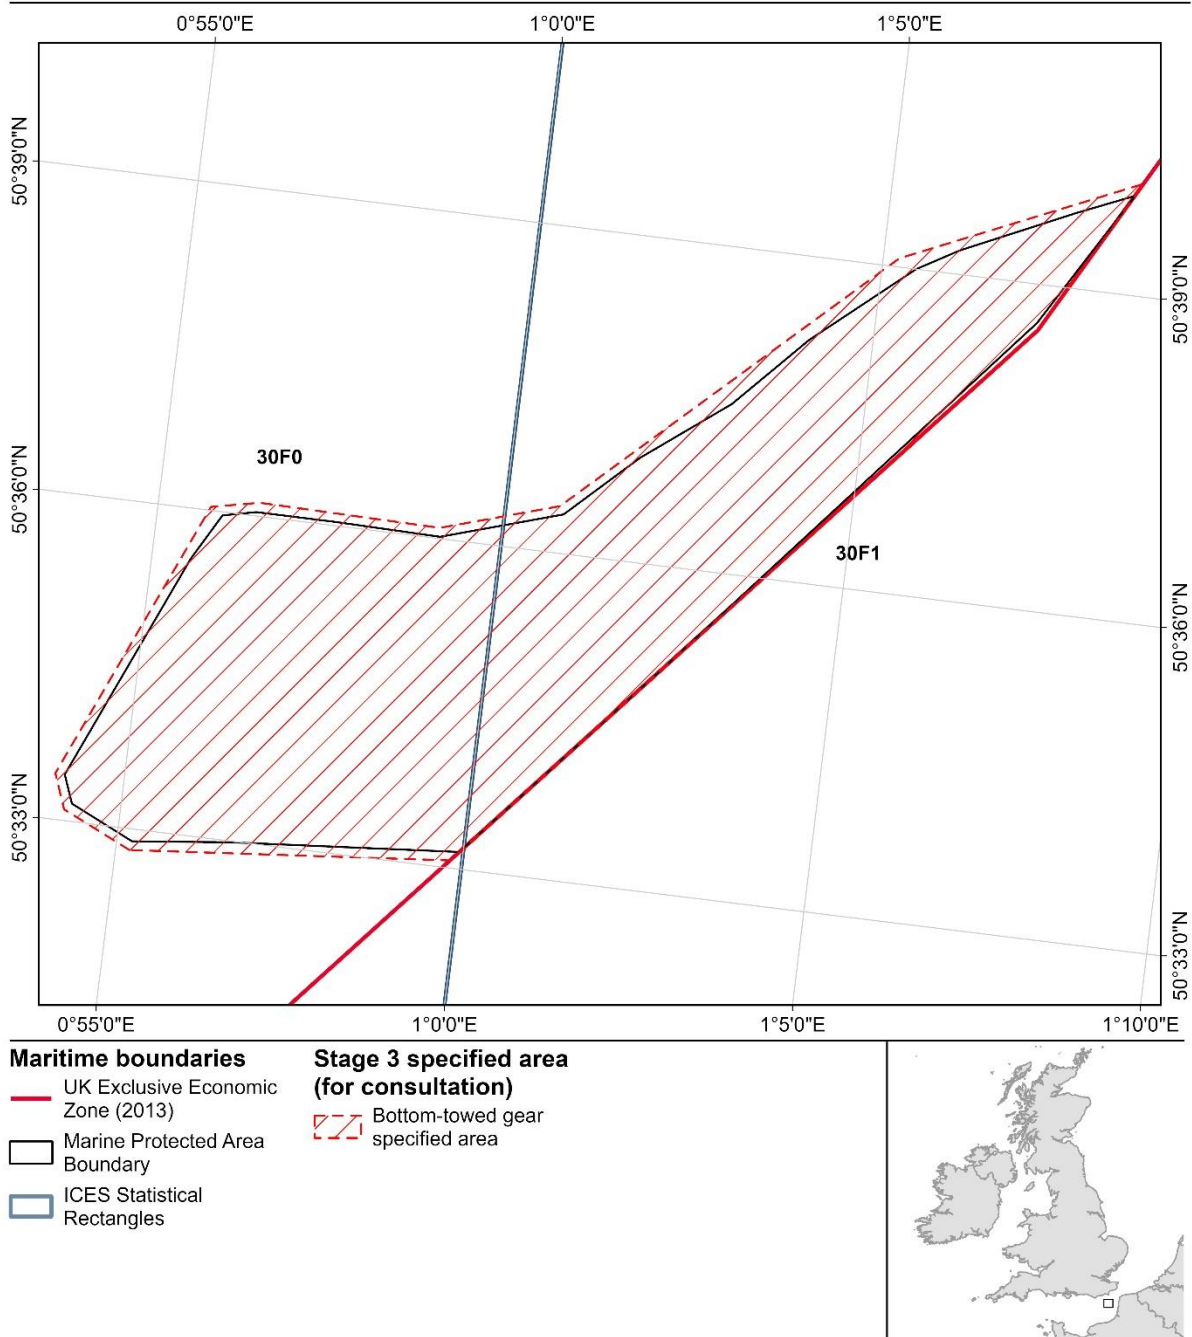 0°55'0"E
1°0'0"E
1°5'0"E
50°39'0"N
50°39'0"N
30F0
50°36'0"N
30F1
50°36'0"N
50°33'0"N
50°33'0"N
0°55'0"E
1°0'0"E
1°5'0"E
1°10'0"E
Maritime boundaries
UK Exclusive Economic
Zone (2013)
Marine Protected Area
Boundary
ICES Statistical
Rectangles
Stage 3 specified area
(for consultation)
Bottom-towed gear
specified area